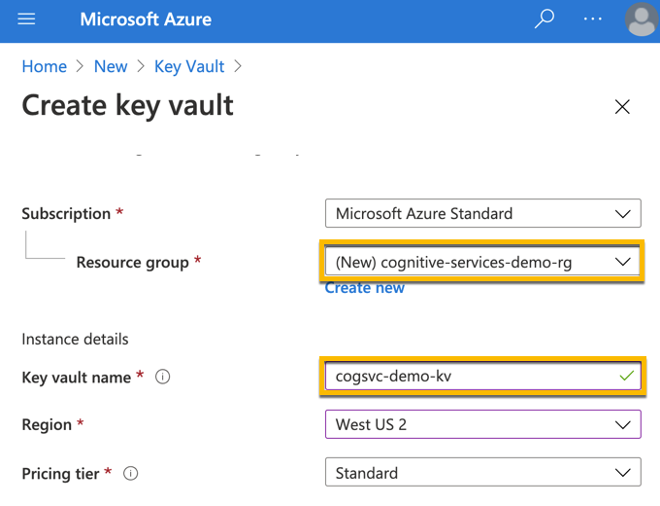 Microsoft Azure
Home > New > Key Vault >
Create key vault
Subscription * Microsoft Azure Standard
Resource group * (New) cognitive-services-demo-rg
Create new
Instance details
Key vault name * cogsvc-demo-kv
Region * West US 2
Pricing tier * Standard